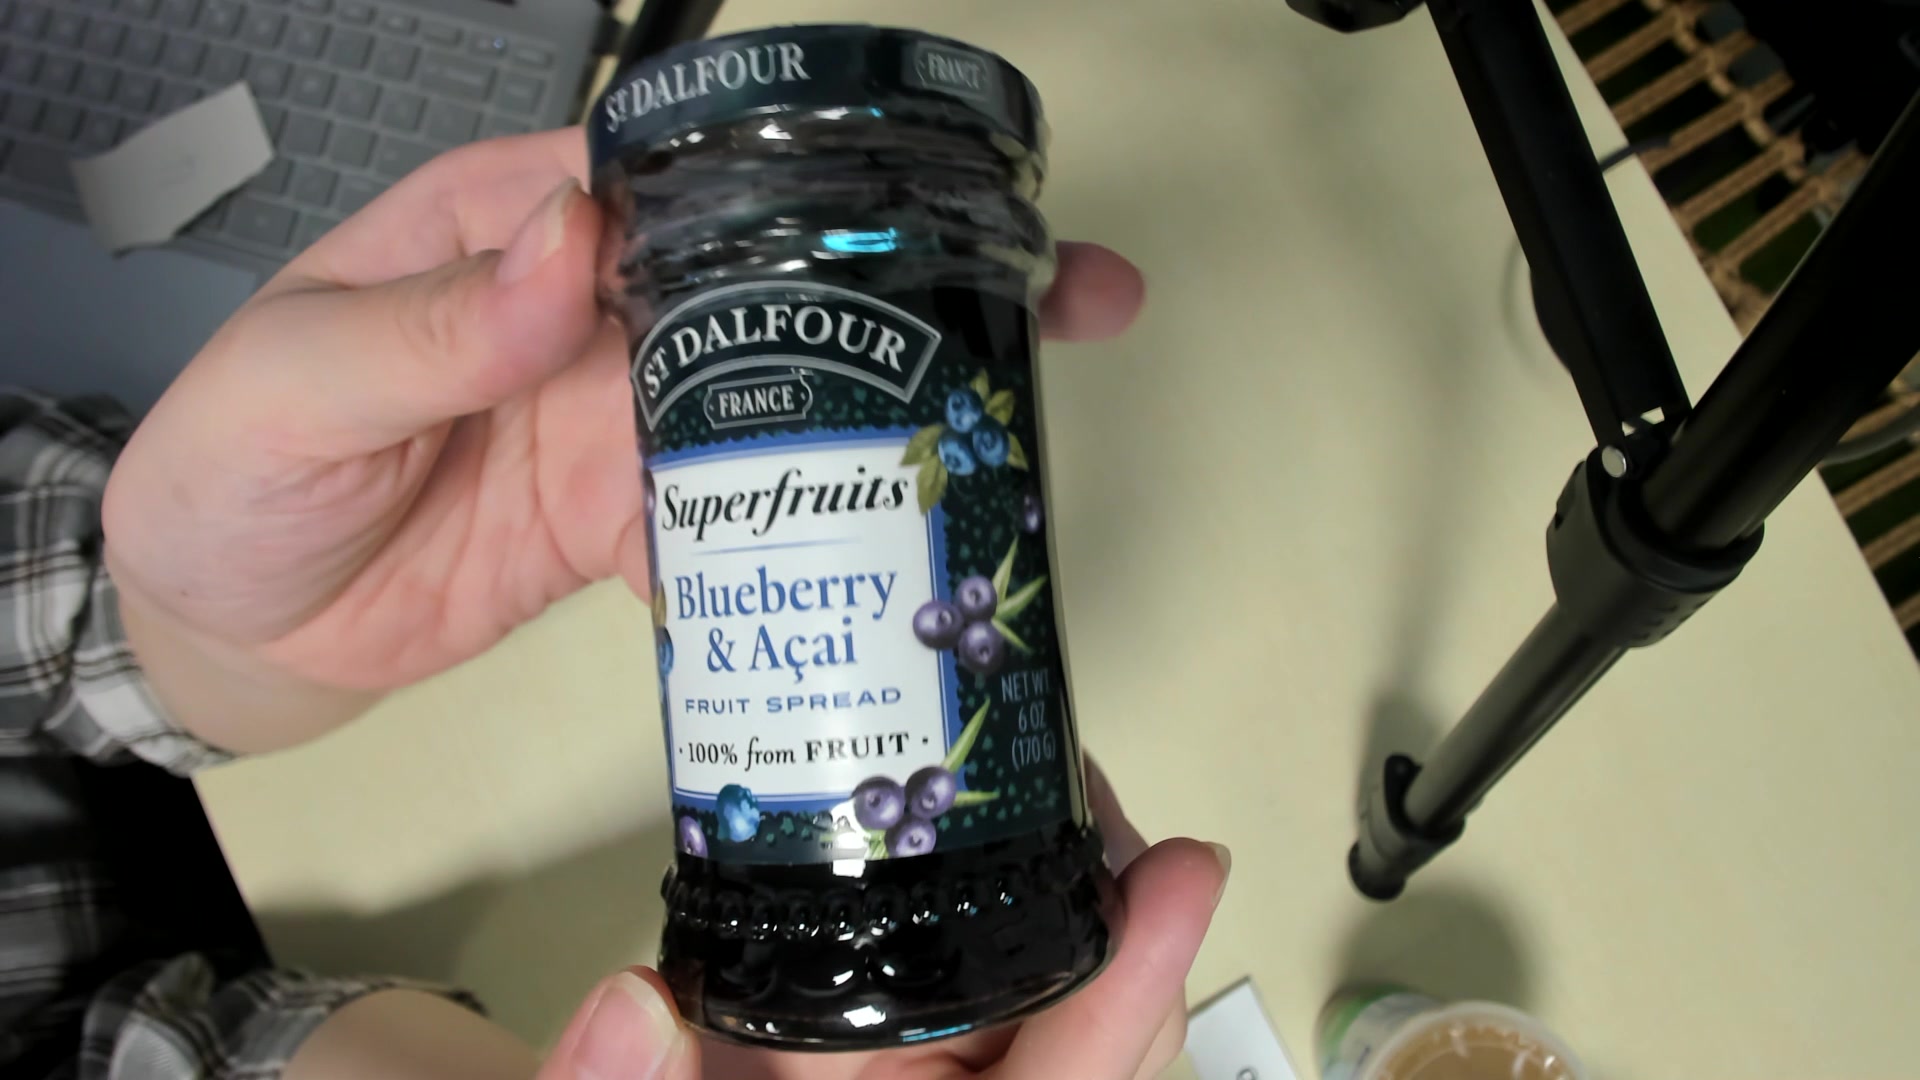 ST DALFOUR
FRANCE
ST DALFOUR
FRANCE
Superfruits
Blueberry
& Açai
FRUIT SPREAD
· 100% from FRUIT ·
NET WT
6 OZ
(170 G)